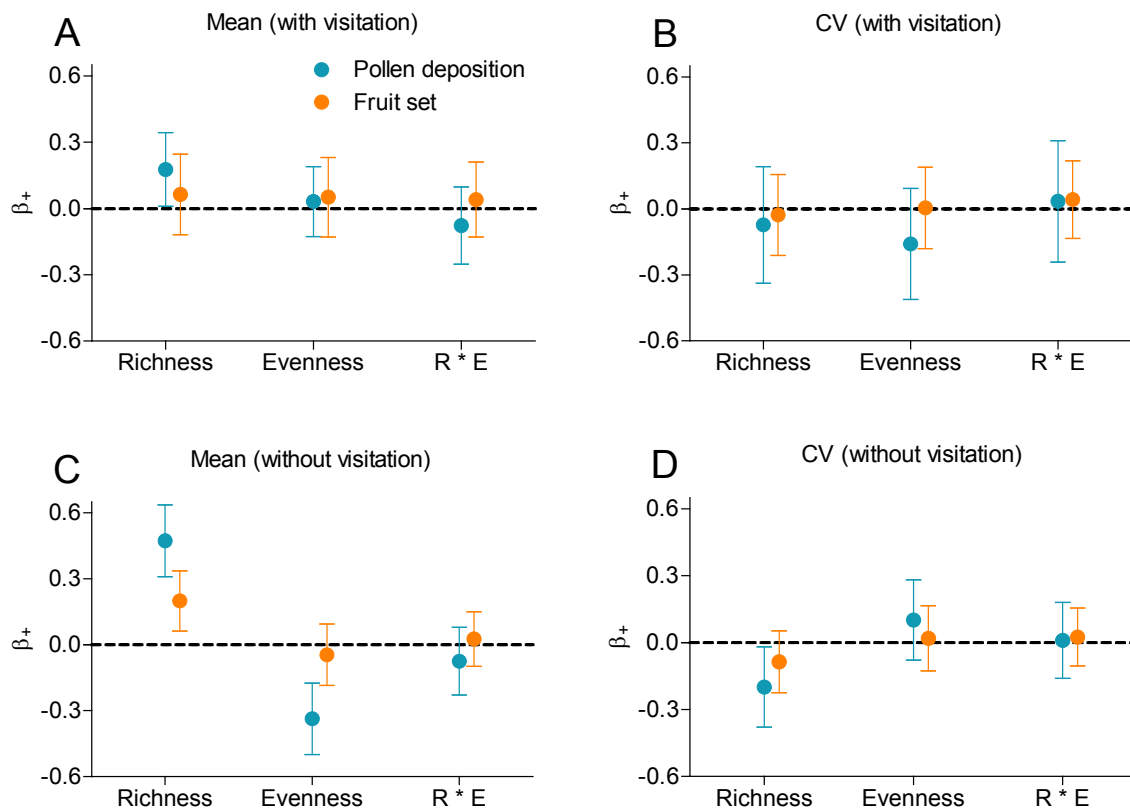 A
Mean (with visitation)
Pollen deposition
Fruit set
0.6
0.3
0.0
-0.3
-0.6
β+
Richness
Evenness
R * E
B
CV (with visitation)
0.6
0.3
0.0
-0.3
-0.6
β+
Richness
Evenness
R * E
C
Mean (without visitation)
0.6
0.3
0.0
-0.3
-0.6
β+
Richness
Evenness
R * E
D
CV (without visitation)
0.6
0.3
0.0
-0.3
-0.6
β+
Richness
Evenness
R * E